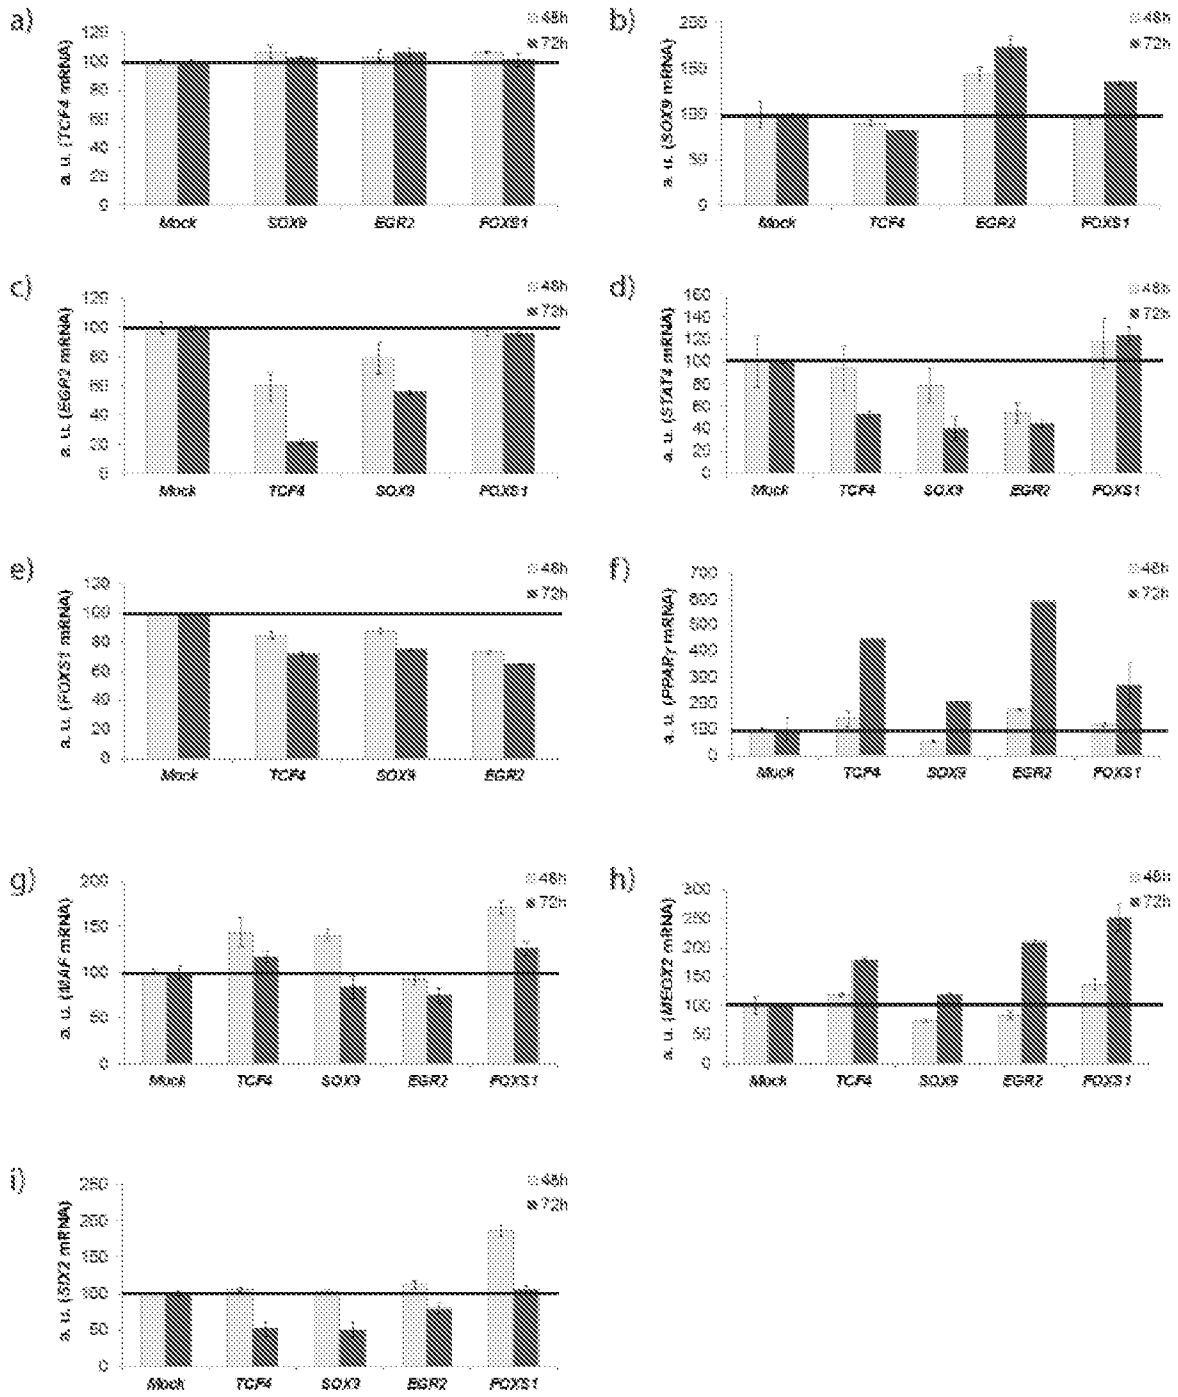 a)
a. u. (TCF4 mRNA)
120
100
80
60
40
20
0
48h
72h
Mock SOX9 EGR2 FOXS1
b)
a. u. (SOX9 mRNA)
200
150
100
50
0
48h
72h
Mock TCF4 EGR2 FOXS1
c)
a. u. (EGR2 mRNA)
120
100
80
60
40
20
0
48h
72h
Mock TCF4 SOX9 FOXS1
d)
a. u. (STAT4 mRNA)
160
140
120
100
80
60
40
20
0
48h
72h
Mock TCF4 SOX9 EGR2 FOXS1
e)
a. u. (FOXS1 mRNA)
120
100
80
60
40
20
0
48h
72h
Mock TCF4 SOX9 EGR2
f)
a. u. (PPARγ mRNA)
700
600
500
400
300
200
100
0
48h
72h
Mock TCF4 SOX9 EGR2 FOXS1
g)
a. u. (MAF mRNA)
200
150
100
50
0
48h
72h
Mock TCF4 SOX9 EGR2 FOXS1
h)
a. u. (MEOX2 mRNA)
300
250
200
150
100
50
0
48h
72h
Mock TCF4 SOX9 EGR2 FOXS1
i)
a. u. (SIX2 mRNA)
250
200
150
100
50
0
48h
72h
Mock TCF4 SOX9 EGR2 FOXS1